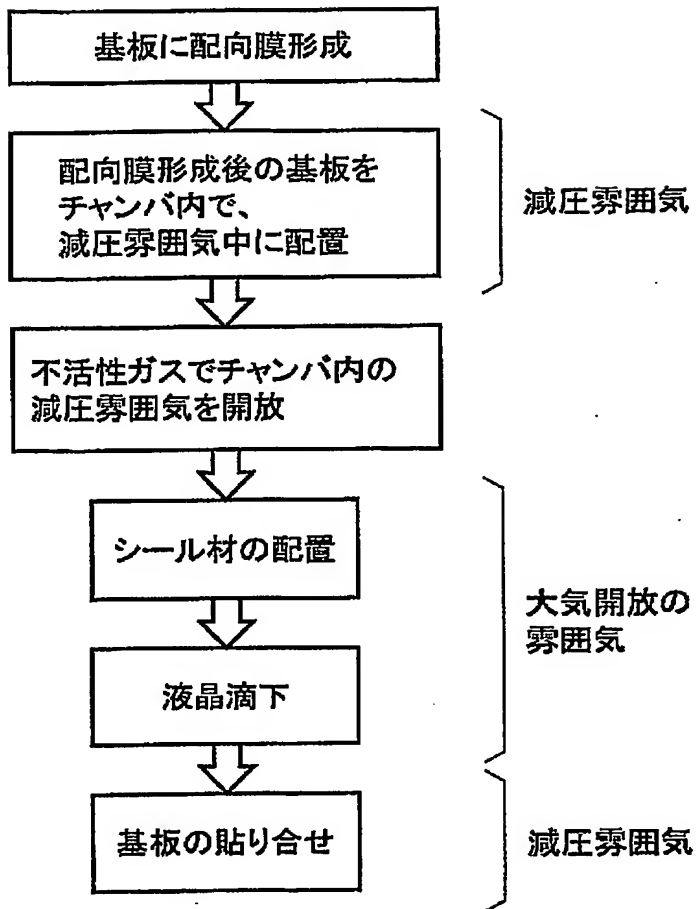 基板に配向膜形成
配向膜形成後の基板を
チャンバ内で、
減圧雰囲気中に配置
減圧雰囲気
不活性ガスでチャンバ内の
減圧雰囲気を開放
シール材の配置
液晶滴下
大気開放の
雰囲気
基板の貼り合せ
減圧雰囲気